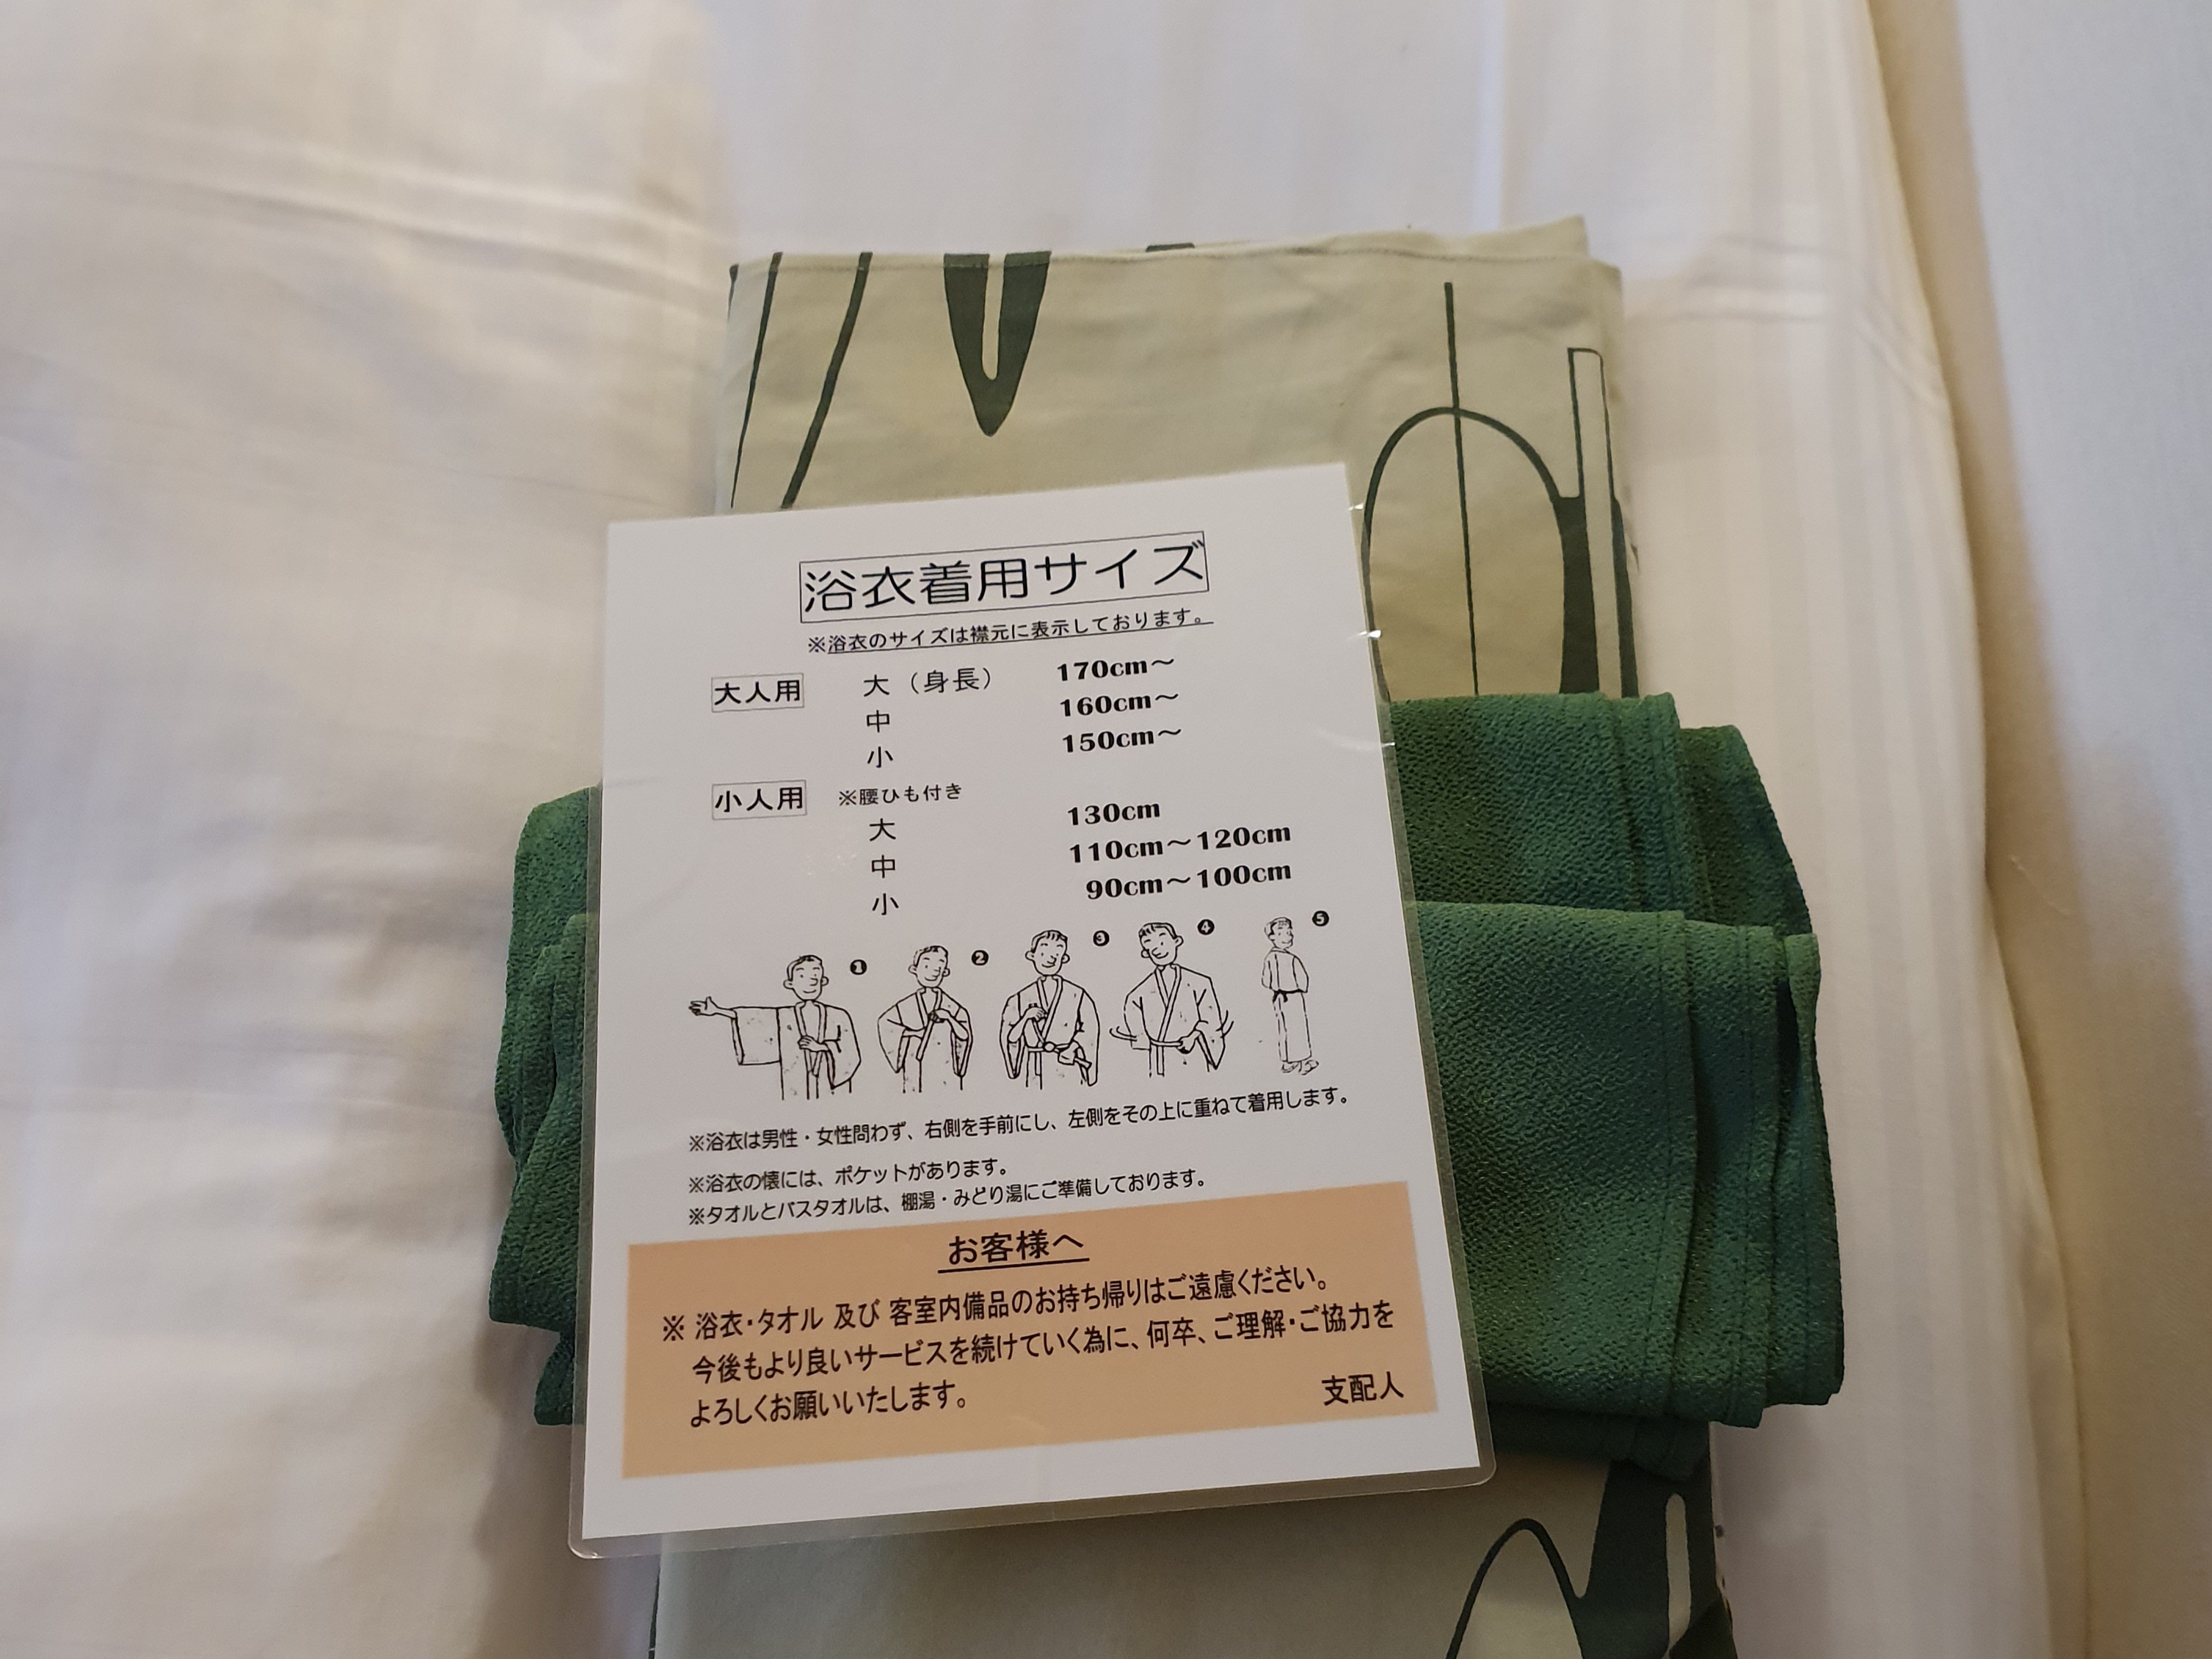 浴衣着用サイズ
※浴衣のサイズは襟元に表示しております。
大人用 大（身長） 170cm～
中 160cm～
小 150cm～
小人用 ※腰ひも付き
大 130cm
中 110cm～120cm
小 90cm～100cm
❶ ❷ ❸ ❹ ❺
※浴衣は男性・女性問わず、右側を手前にし、左側をその上に重ねて着用します。
※浴衣の懐には、ポケットがあります。
※タオルとバスタオルは、棚湯・みどり湯にご準備しております。
お客様へ
※ 浴衣・タオル 及び 客室内備品のお持ち帰りはご遠慮ください。
今後もより良いサービスを続けていく為に、何卒、ご理解・ご協力を
よろしくお願いいたします。
支配人